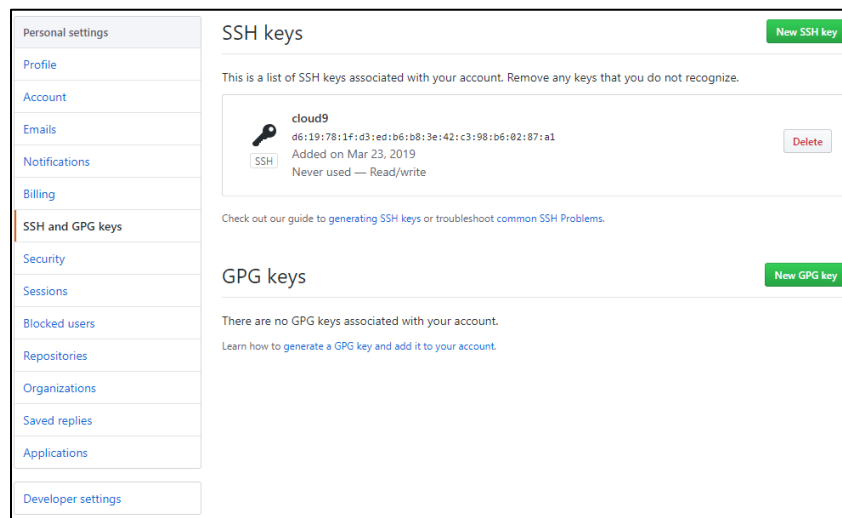 Personal settings
Profile
Account
Emails
Notifications
Billing
SSH and GPG keys
Security
Sessions
Blocked users
Repositories
Organizations
Saved replies
Applications
Developer settings
SSH keys
New SSH key
This is a list of SSH keys associated with your account. Remove any keys that you do not recognize.
cloud9
d6:19:78:1f:d3:ed:b6:b8:3e:42:c3:98:b6:02:87:a1
SSH
Added on Mar 23, 2019
Never used — Read/write
Delete
Check out our guide to generating SSH keys or troubleshoot common SSH Problems.
GPG keys
New GPG key
There are no GPG keys associated with your account.
Learn how to generate a GPG key and add it to your account.